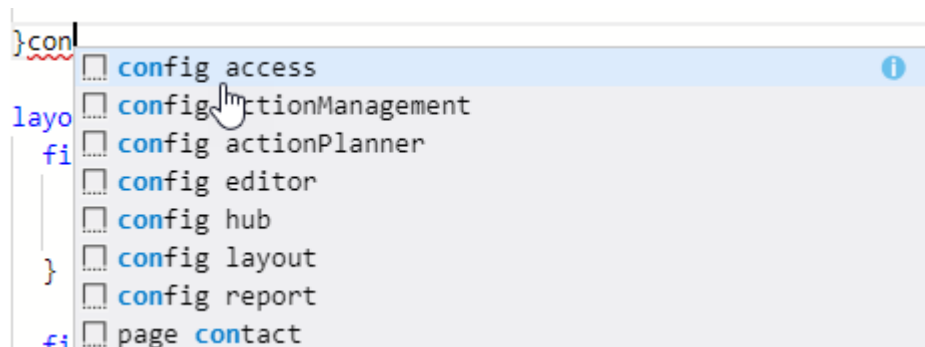 }con
config access
config actionManagement
layo
config actionPlanner
fi
config editor
config hub
config layout
}
config report
page contact
fi